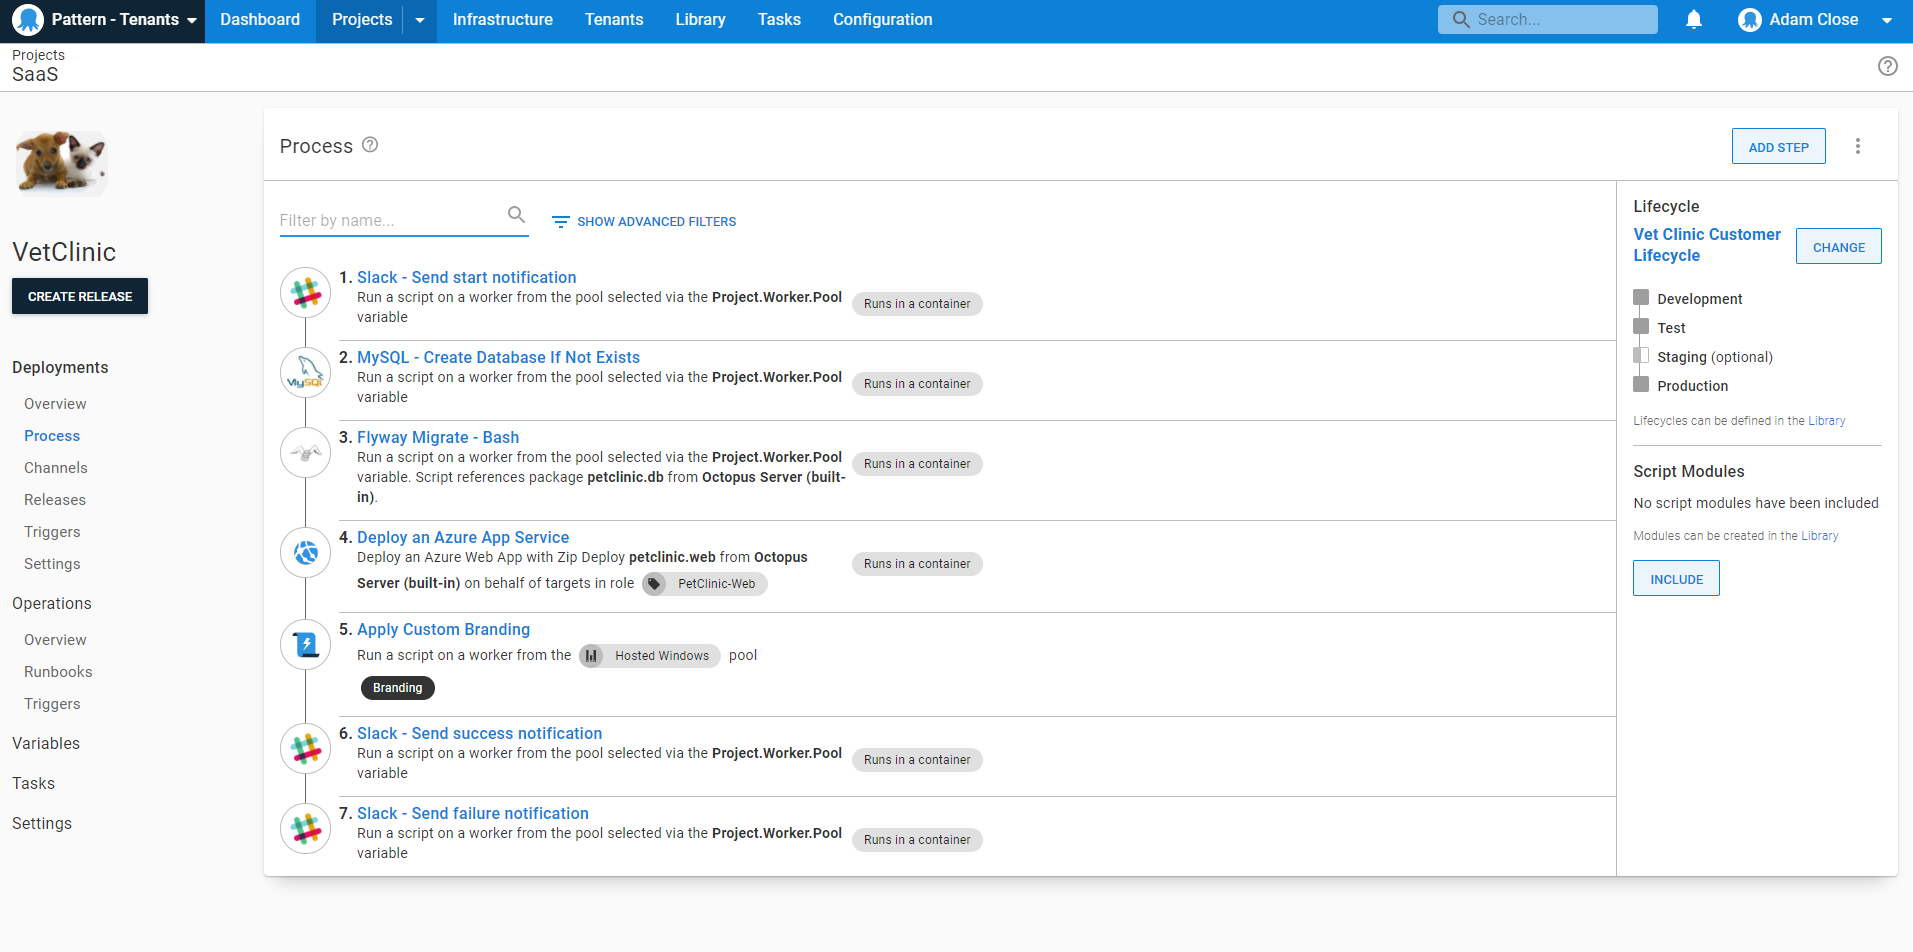 Pattern - Tenants
Dashboard
Projects
Infrastructure
Tenants
Library
Tasks
Configuration
Search...
Adam Close
Projects
SaaS
VetClinic
CREATE RELEASE
Deployments
Overview
Process
Channels
Releases
Triggers
Settings
Operations
Overview
Runbooks
Triggers
Variables
Tasks
Settings
Process
ADD STEP
Filter by name...
SHOW ADVANCED FILTERS
1. Slack - Send start notification
Run a script on a worker from the pool selected via the Project.Worker.Pool
variable
Runs in a container
2. MySQL - Create Database If Not Exists
Run a script on a worker from the pool selected via the Project.Worker.Pool
variable
Runs in a container
MySQL
3. Flyway Migrate - Bash
Run a script on a worker from the pool selected via the Project.Worker.Pool
variable. Script references package petclinic.db from Octopus Server (built-
in).
Runs in a container
4. Deploy an Azure App Service
Deploy an Azure Web App with Zip Deploy petclinic.web from Octopus
Server (built-in) on behalf of targets in role PetClinic-Web
Runs in a container
5. Apply Custom Branding
Run a script on a worker from the Hosted Windows pool
Branding
6. Slack - Send success notification
Run a script on a worker from the pool selected via the Project.Worker.Pool
variable
Runs in a container
7. Slack - Send failure notification
Run a script on a worker from the pool selected via the Project.Worker.Pool
variable
Runs in a container
Lifecycle
Vet Clinic Customer
Lifecycle
CHANGE
Development
Test
Staging (optional)
Production
Lifecycles can be defined in the Library
Script Modules
No script modules have been included
Modules can be created in the Library
INCLUDE